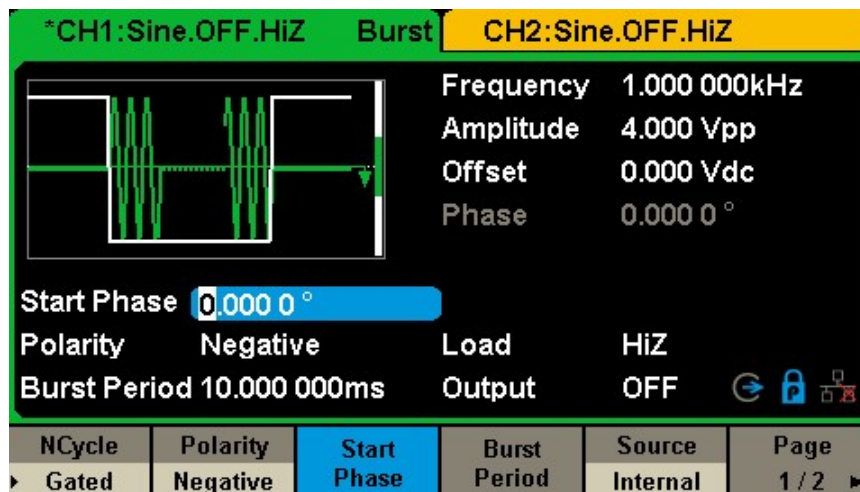 *CH1:Sine.OFF.HiZ Burst CH2:Sine.OFF.HiZ
Frequency 1.000 000kHz
Amplitude 4.000 Vpp
Offset 0.000 Vdc
Phase 0.000 0 °
Start Phase 0.000 0 °
Polarity Negative Load HiZ
Burst Period 10.000 000ms Output OFF P
NCycle Polarity Start Burst Source Page
Gated Negative Phase Period Internal 1/2